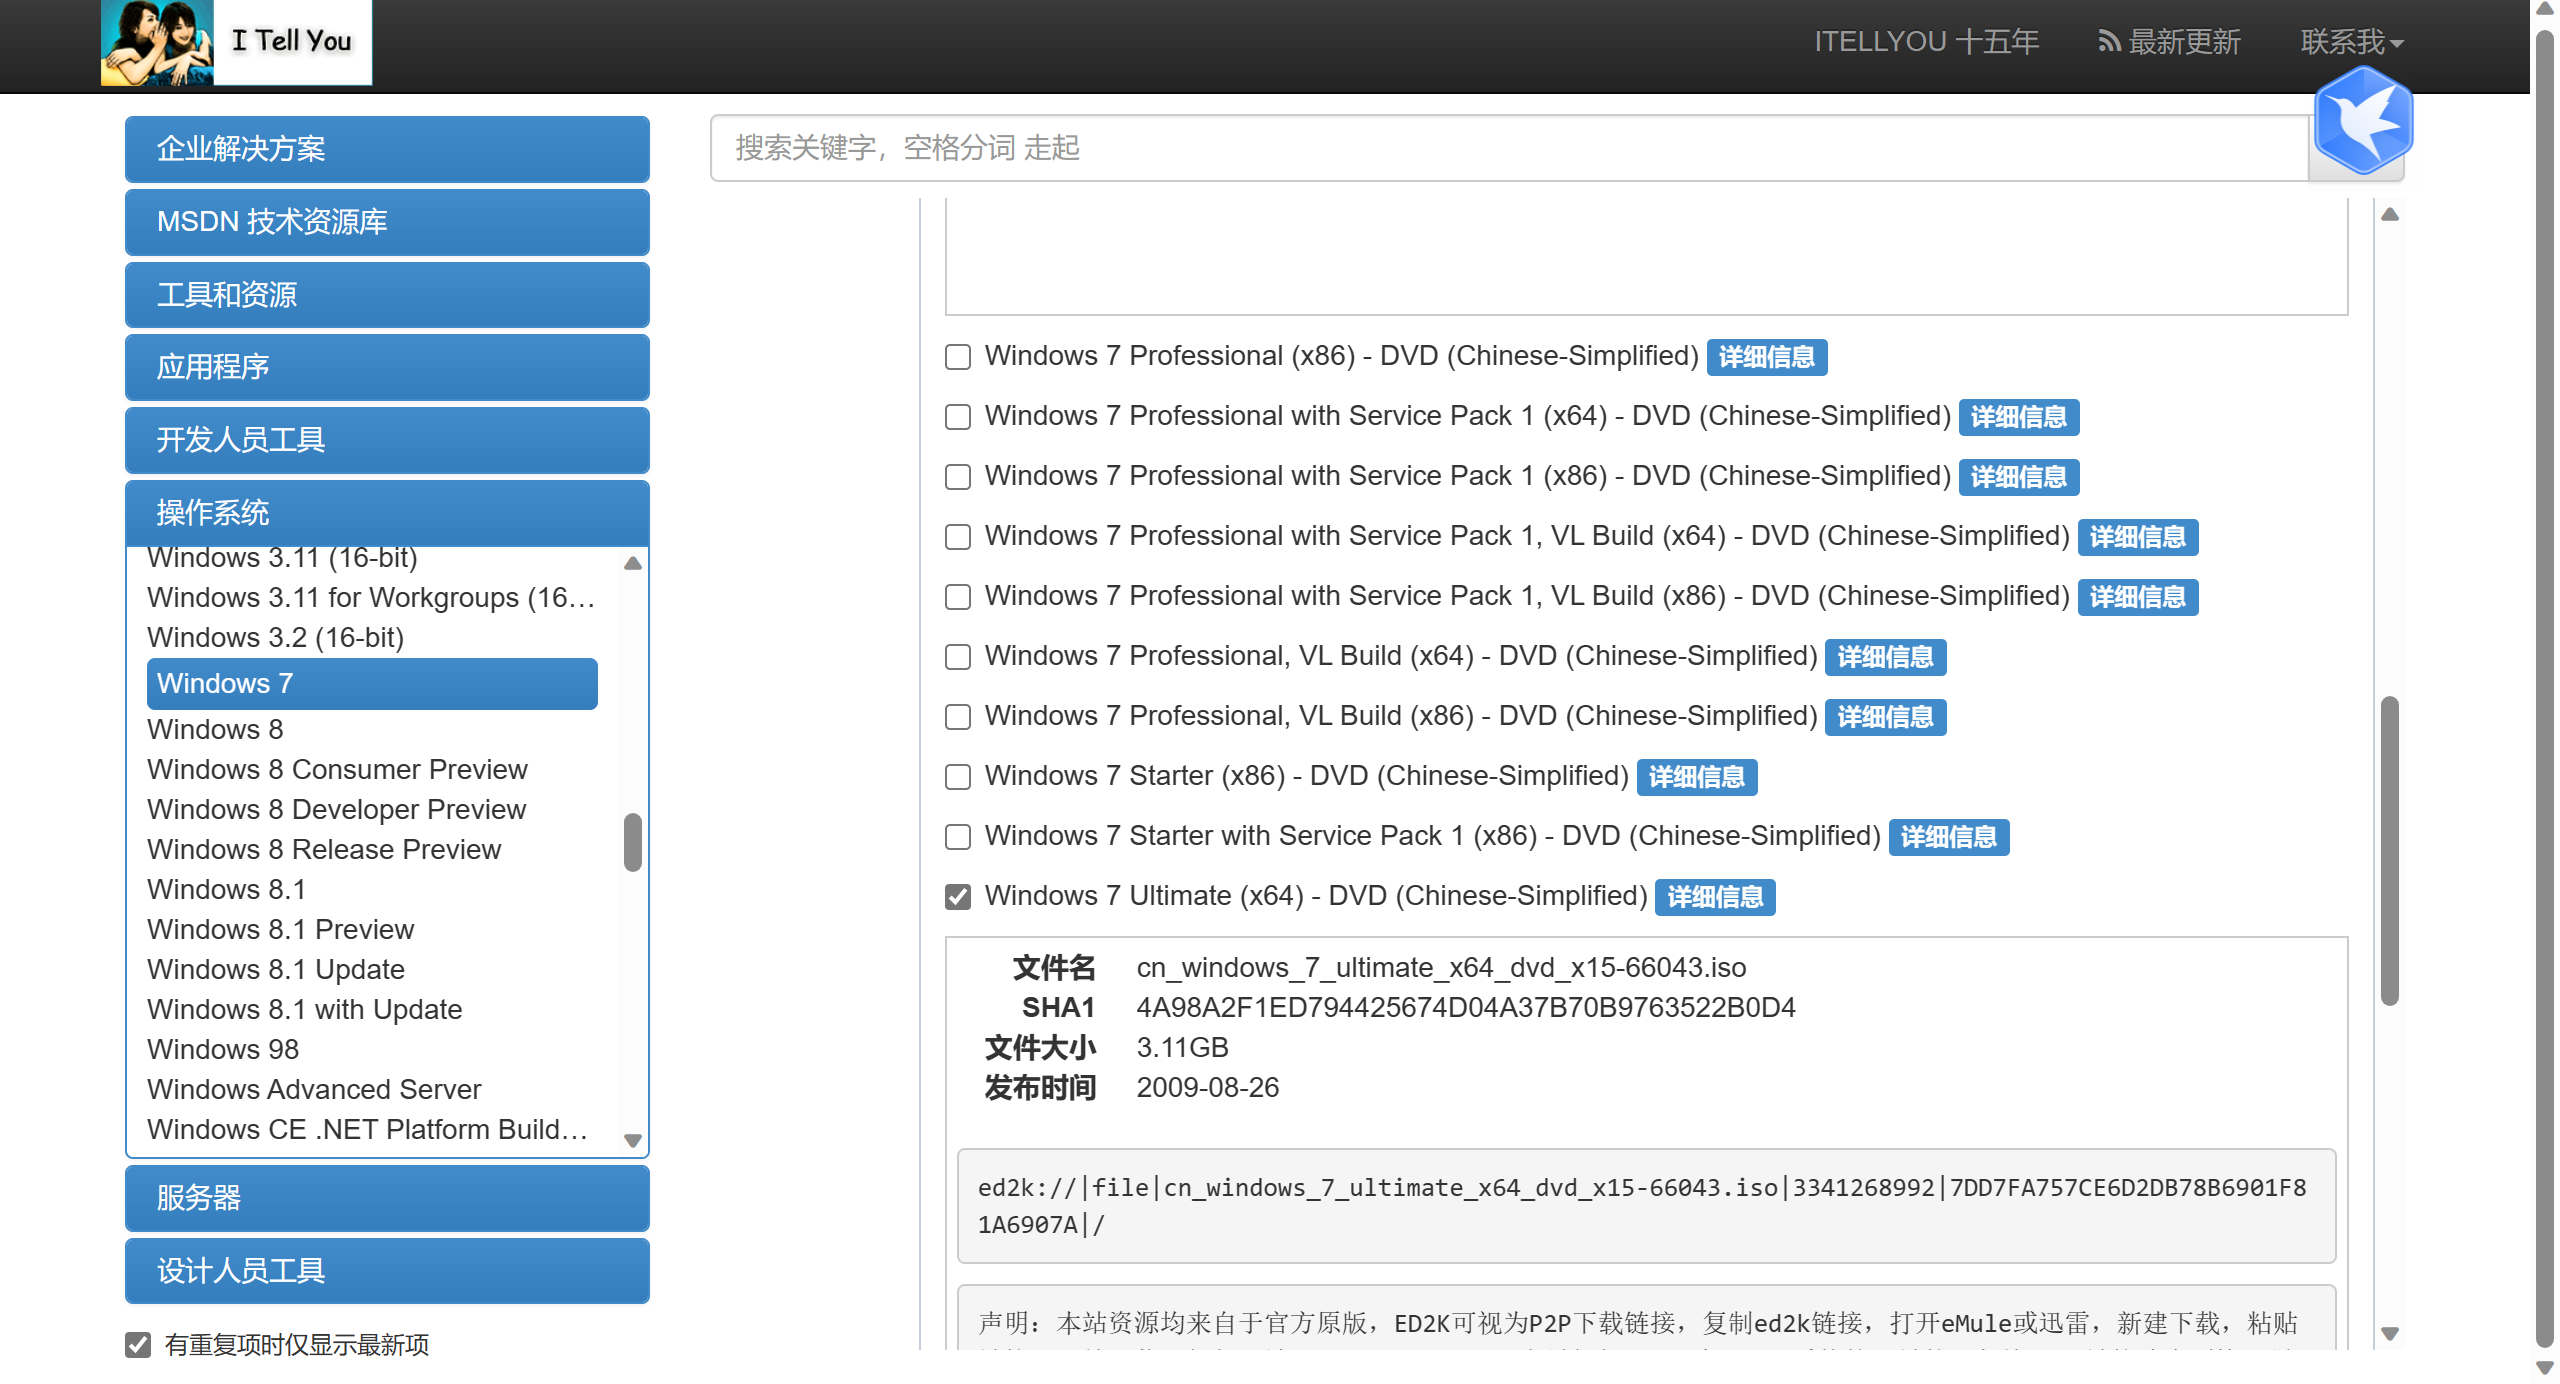 I Tell You
ITELLYOU 十五年
最新更新
联系我
企业解决方案
MSDN 技术资源库
工具和资源
应用程序
开发人员工具
操作系统
Windows 3.11 (16-bit)
Windows 3.11 for Workgroups (16…
Windows 3.2 (16-bit)
Windows 7
Windows 8
Windows 8 Consumer Preview
Windows 8 Developer Preview
Windows 8 Release Preview
Windows 8.1
Windows 8.1 Preview
Windows 8.1 Update
Windows 8.1 with Update
Windows 98
Windows Advanced Server
Windows CE .NET Platform Build…
服务器
设计人员工具
有重复项时仅显示最新项
搜索关键字，空格分词 走起
Windows 7 Professional (x86) - DVD (Chinese-Simplified) 详细信息
Windows 7 Professional with Service Pack 1 (x64) - DVD (Chinese-Simplified) 详细信息
Windows 7 Professional with Service Pack 1 (x86) - DVD (Chinese-Simplified) 详细信息
Windows 7 Professional with Service Pack 1, VL Build (x64) - DVD (Chinese-Simplified) 详细信息
Windows 7 Professional with Service Pack 1, VL Build (x86) - DVD (Chinese-Simplified) 详细信息
Windows 7 Professional, VL Build (x64) - DVD (Chinese-Simplified) 详细信息
Windows 7 Professional, VL Build (x86) - DVD (Chinese-Simplified) 详细信息
Windows 7 Starter (x86) - DVD (Chinese-Simplified) 详细信息
Windows 7 Starter with Service Pack 1 (x86) - DVD (Chinese-Simplified) 详细信息
Windows 7 Ultimate (x64) - DVD (Chinese-Simplified) 详细信息
文件名 cn_windows_7_ultimate_x64_dvd_x15-66043.iso
SHA1 4A98A2F1ED794425674D04A37B70B9763522B0D4
文件大小 3.11GB
发布时间 2009-08-26
ed2k://|file|cn_windows_7_ultimate_x64_dvd_x15-66043.iso|3341268992|7DD7FA757CE6D2DB78B6901F8
1A6907A|/
声明：本站资源均来自于官方原版，ED2K可视为P2P下载链接，复制ed2k链接，打开eMule或迅雷，新建下载，粘贴